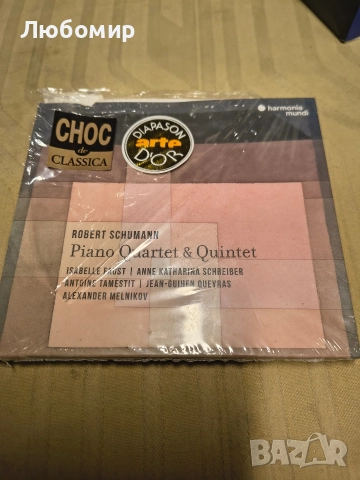 Любомир
harmonia
mundi
CHOC
de
CLASSICA
DIAPASON
arte
D'OR
ROBERT SCHUMANN
Piano Quartet & Quintet
ISABELLE FAUST | ANNE KATHARINA SCHREIBER
ANTOINE TAMESTIT | JEAN-GUIHEN QUEYRAS
ALEXANDER MELNIKOV
BAZAR